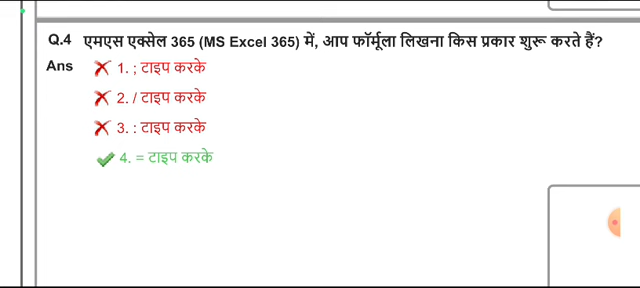 Q.4 एमएस एक्सेल 365 (MS Excel 365) में, आप फॉर्मूला लिखना किस प्रकार शुरू करते हैं?
Ans 1. ; टाइप करके
2. / टाइप करके
3. : टाइप करके
4. = टाइप करके